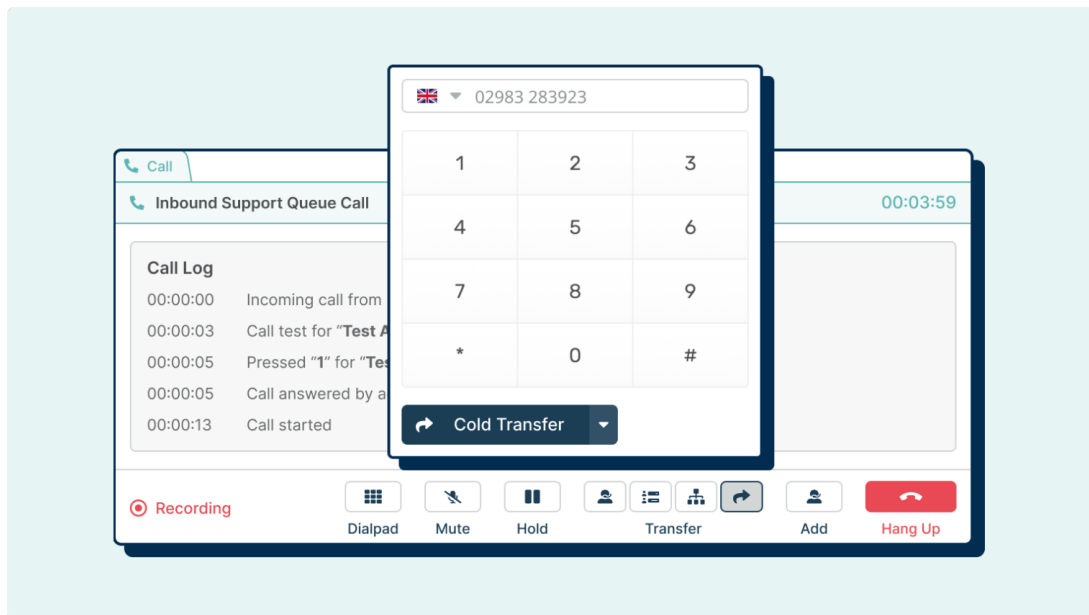 02983 283923
1 2 3
4 5 6
7 8 9
* 0 #
Cold Transfer
Call
Inbound Support Queue Call 00:03:59
Call Log
00:00:00 Incoming call from
00:00:03 Call test for “Test A
00:00:05 Pressed “1” for “Tes
00:00:05 Call answered by a
00:00:13 Call started
Recording
Dialpad Mute Hold Transfer Add Hang Up